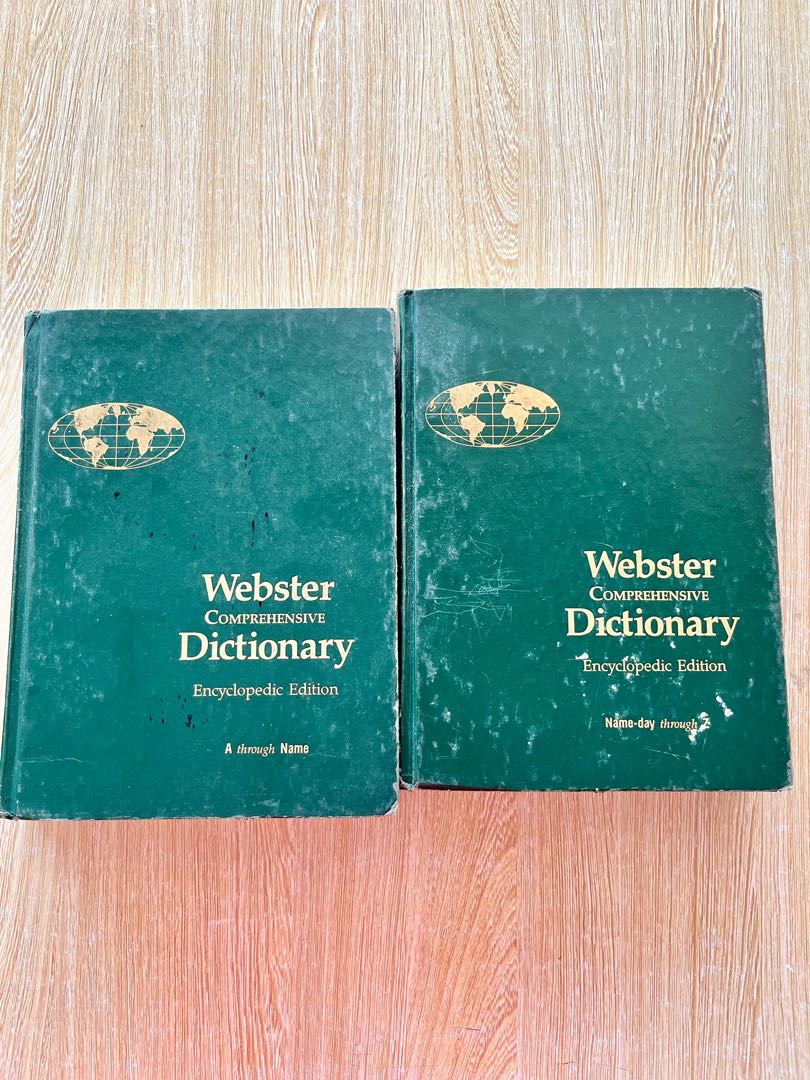 Webster
COMPREHENSIVE
Dictionary
Encyclopedic Edition
A through Name
Webster
COMPREHENSIVE
Dictionary
Encyclopedic Edition
Name-day through Z